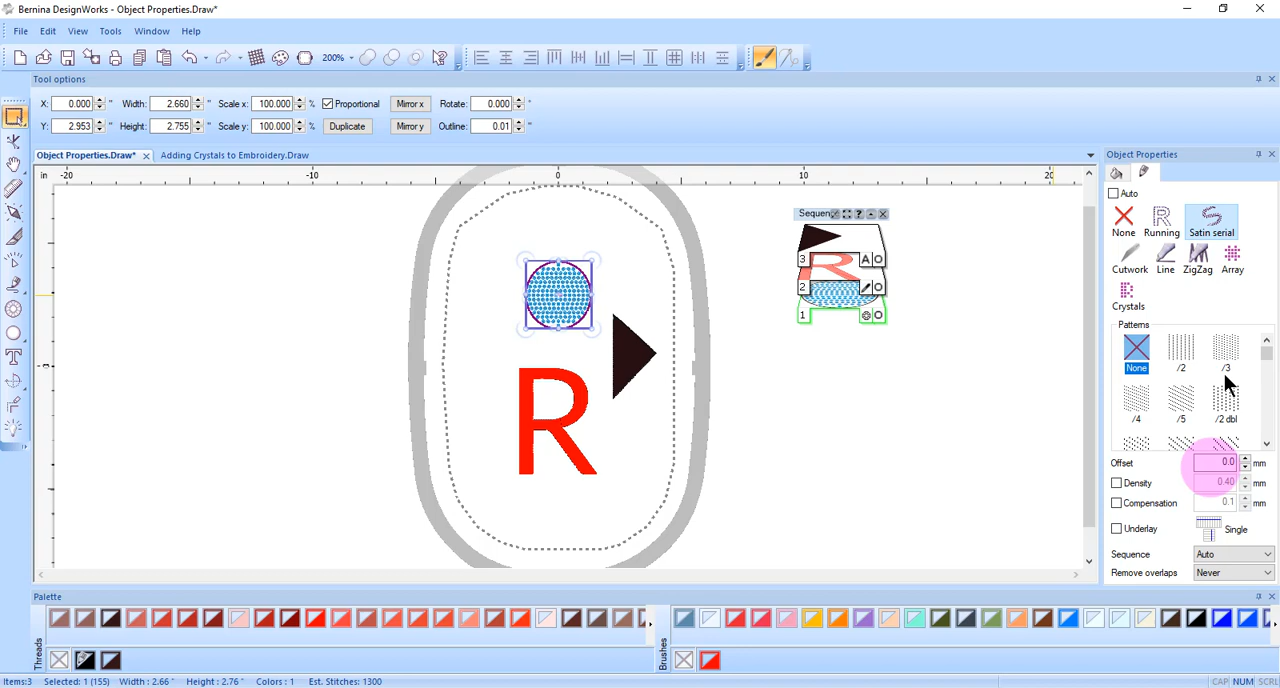 Bernina DesignWorks - Object Properties.Draw*
File Edit View Tools Window Help
200%
Tool options
X: 0.000 " Width: 2.660 " Scale x: 100.000 % Proportional Mirror x Rotate: 0.000 °
Y: 2.953 " Height: 2.755 " Scale y: 100.000 % Duplicate Mirror y Outline: 0.01 "
Object Properties.Draw* Adding Crystals to Embroidery.Draw
Object Properties
in -20 -10 0 10 20
Auto
None Running Satin serial
Cutwork Line ZigZag Array
Crystals
Patterns
None /2 /3
/4 /5 /2 dbl
Offset 0.0 mm
Density 0.40 mm
Compensation 0.1 mm
Underlay Single
Sequence Auto
Remove overlaps Never
Sequen
3 A
2
1
R
Palette
Threads
Brushes
Items:3 Selected: 1 (155) Width : 2.66 " Height : 2.76 " Colors : 1 Est. Stitches: 1300 CAP NUM SCRL